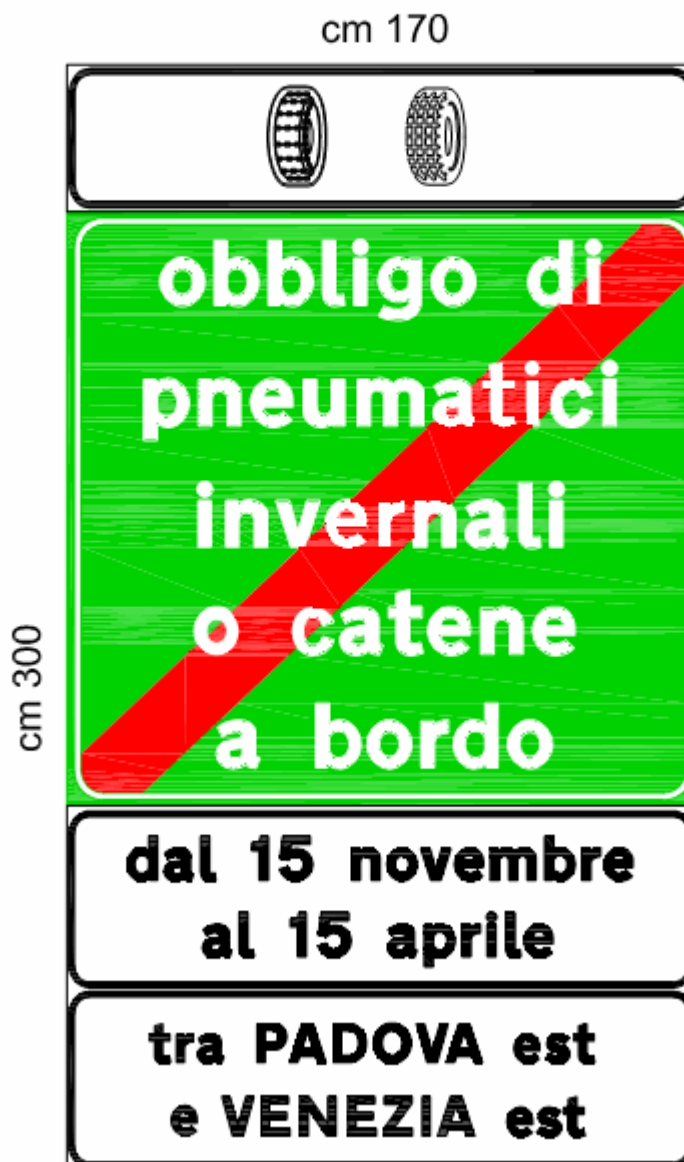 cm 170
obbligo di
pneumatici
invernali
o catene
a bordo
cm 300
dal 15 novembre
al 15 aprile
tra PADOVA est
e VENEZIA est